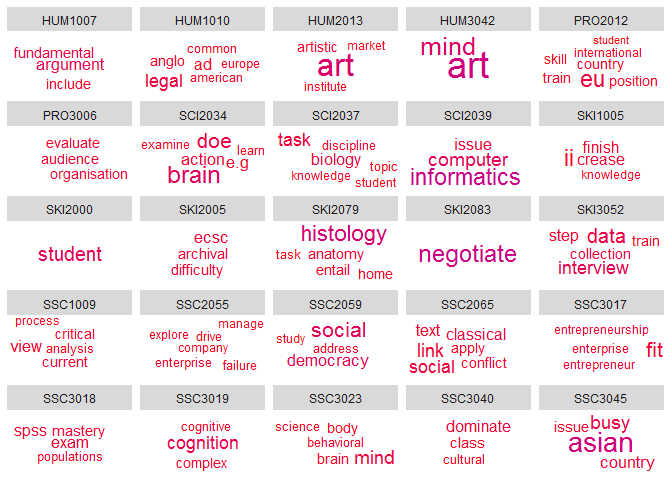 HUM1007
HUM1010
HUM2013
HUM3042
PRO2012
fundamental
argument
include
common
anglo ad europe
legal american
artistic market
art
institute
mind
art
student
international
skill country
train eu position
PRO3006
SCI2034
SCI2037
SCI2039
SKI1005
evaluate
audience
organisation
examine doe learn
action e.g
brain
task discipline
biology topic
knowledge student
issue
computer
informatics
finish
ii crease
knowledge
SKI2000
SKI2005
SKI2079
SKI2083
SKI3052
student
ecsc
archival
difficulty
histology
task anatomy
entail home
negotiate
step data train
collection
interview
SSC1009
SSC2055
SSC2059
SSC2065
SSC3017
process
critical
view analysis
current
manage
explore drive
company
enterprise failure
study social
address
democracy
text classical
link apply
social conflict
entrepreneurship
enterprise fit
entrepreneur
SSC3018
SSC3019
SSC3023
SSC3040
SSC3045
spss mastery
exam
populations
cognitive
cognition
complex
science body
behavioral
brain mind
dominate
class
cultural
issue busy
asian
country